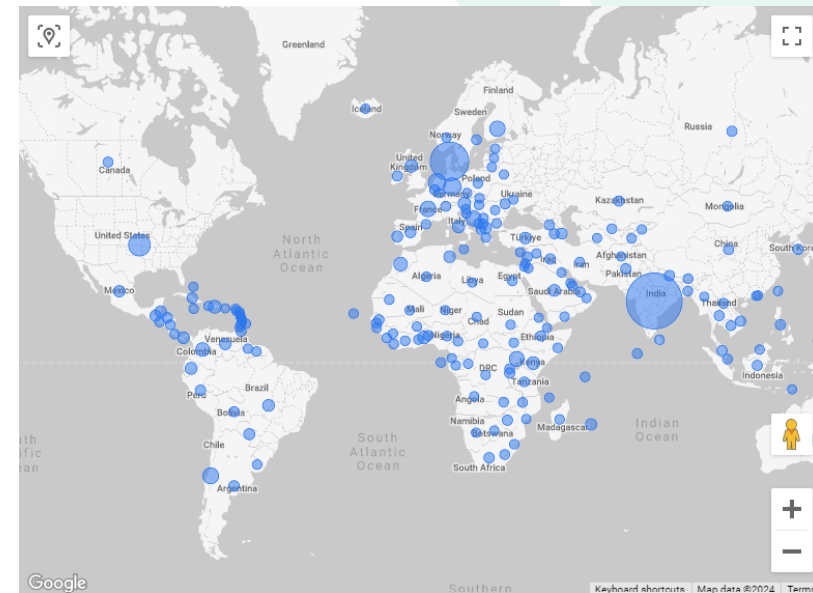 Greenland
Iceland
Finland
Sweden
Norway
Russia
United
Kingdom
Canada
Poland
Germany
Ukraine
Kazakhstan
Mongolia
France
United States
Italy
Spain
Türkiye
China
South Korea
North
Atlantic
Ocean
Afghanistan
Iraq
Iran
Pakistan
Algeria
Libya
Egypt
Mexico
Saudi Arabia
India
Mali
Niger
Sudan
Thailand
Chad
Nigeria
Ethiopia
Venezuela
Colombia
DRC
Kenya
Indonesia
Tanzania
Brazil
Peru
Angola
Bolivia
Namibia
Botswana
Madagascar
Indian
Ocean
South
Atlantic
Ocean
Chile
South Africa
Argentina
Google
Southern
Keyboard shortcuts
Map data ©2024